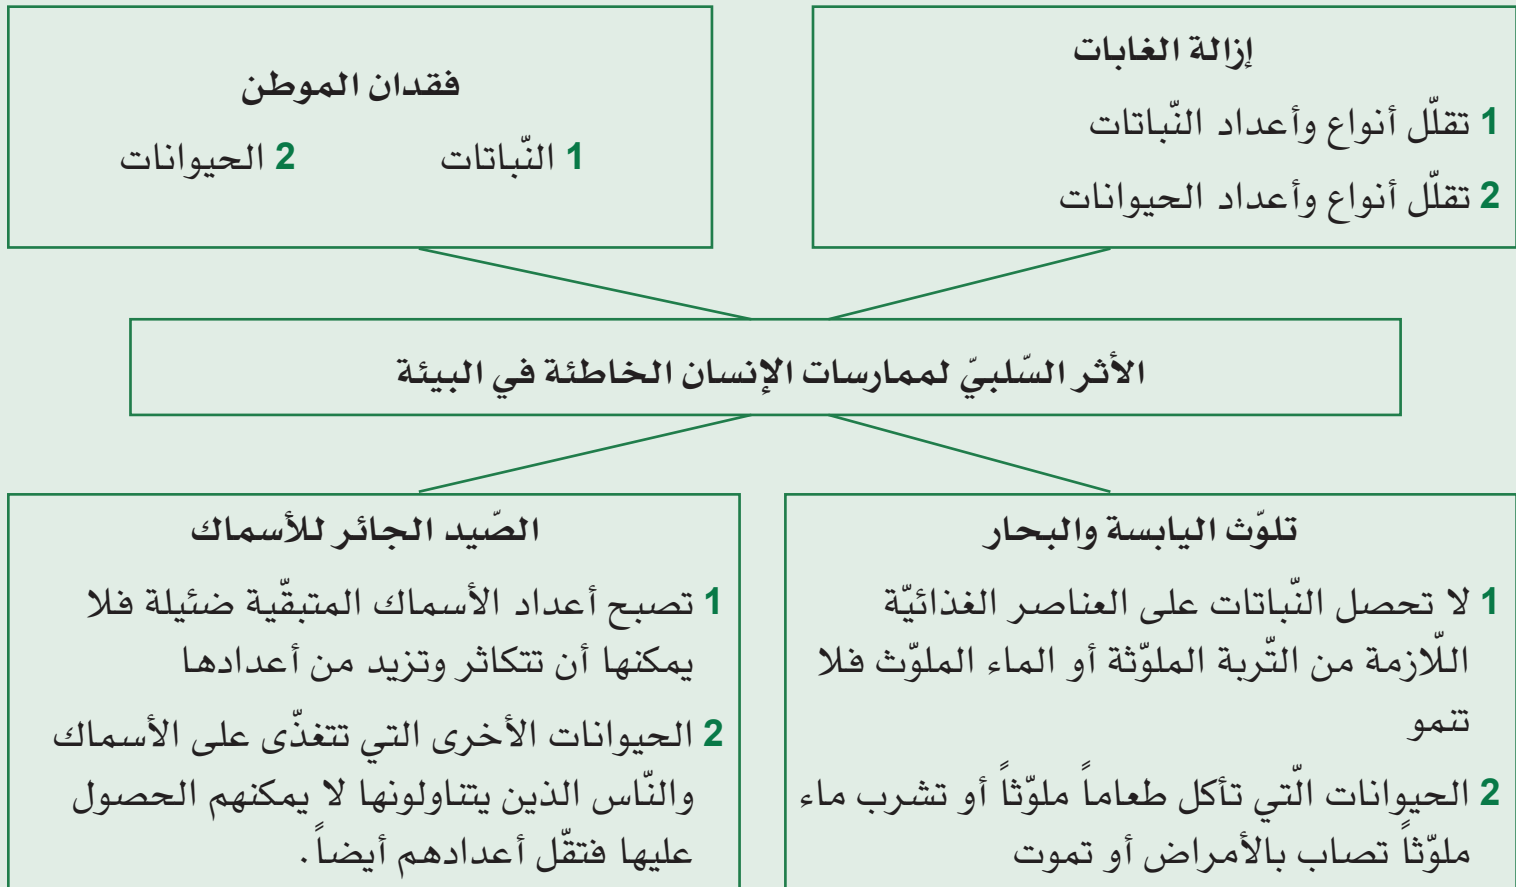 إزالة الغابات
1 تقلّل أنواع وأعداد النّباتات
2 تقلّل أنواع وأعداد الحيوانات
فقدان الموطن
1 النّباتات 2 الحيوانات
الأثر السّلبيّ لممارسات الإنسان الخاطئة في البيئة
تلوّث اليابسة والبحار
1 لا تحصل النّباتات على العناصر الغذائيّة
اللّازمة من التّربة الملوّثة أو الماء الملوّث فلا
تنمو
2 الحيوانات الّتي تأكل طعاماً ملوّثاً أو تشرب ماء
ملوّثاً تصاب بالأمراض أو تموت
الصّيد الجائر للأسماك
1 تصبح أعداد الأسماك المتبقّية ضئيلة فلا
يمكنها أن تتكاثر وتزيد من أعدادها
2 الحيوانات الأخرى التي تتغذّى على الأسماك
والنّاس الذين يتناولونها لا يمكنهم الحصول
عليها فتقّل أعدادهم أيضاً.